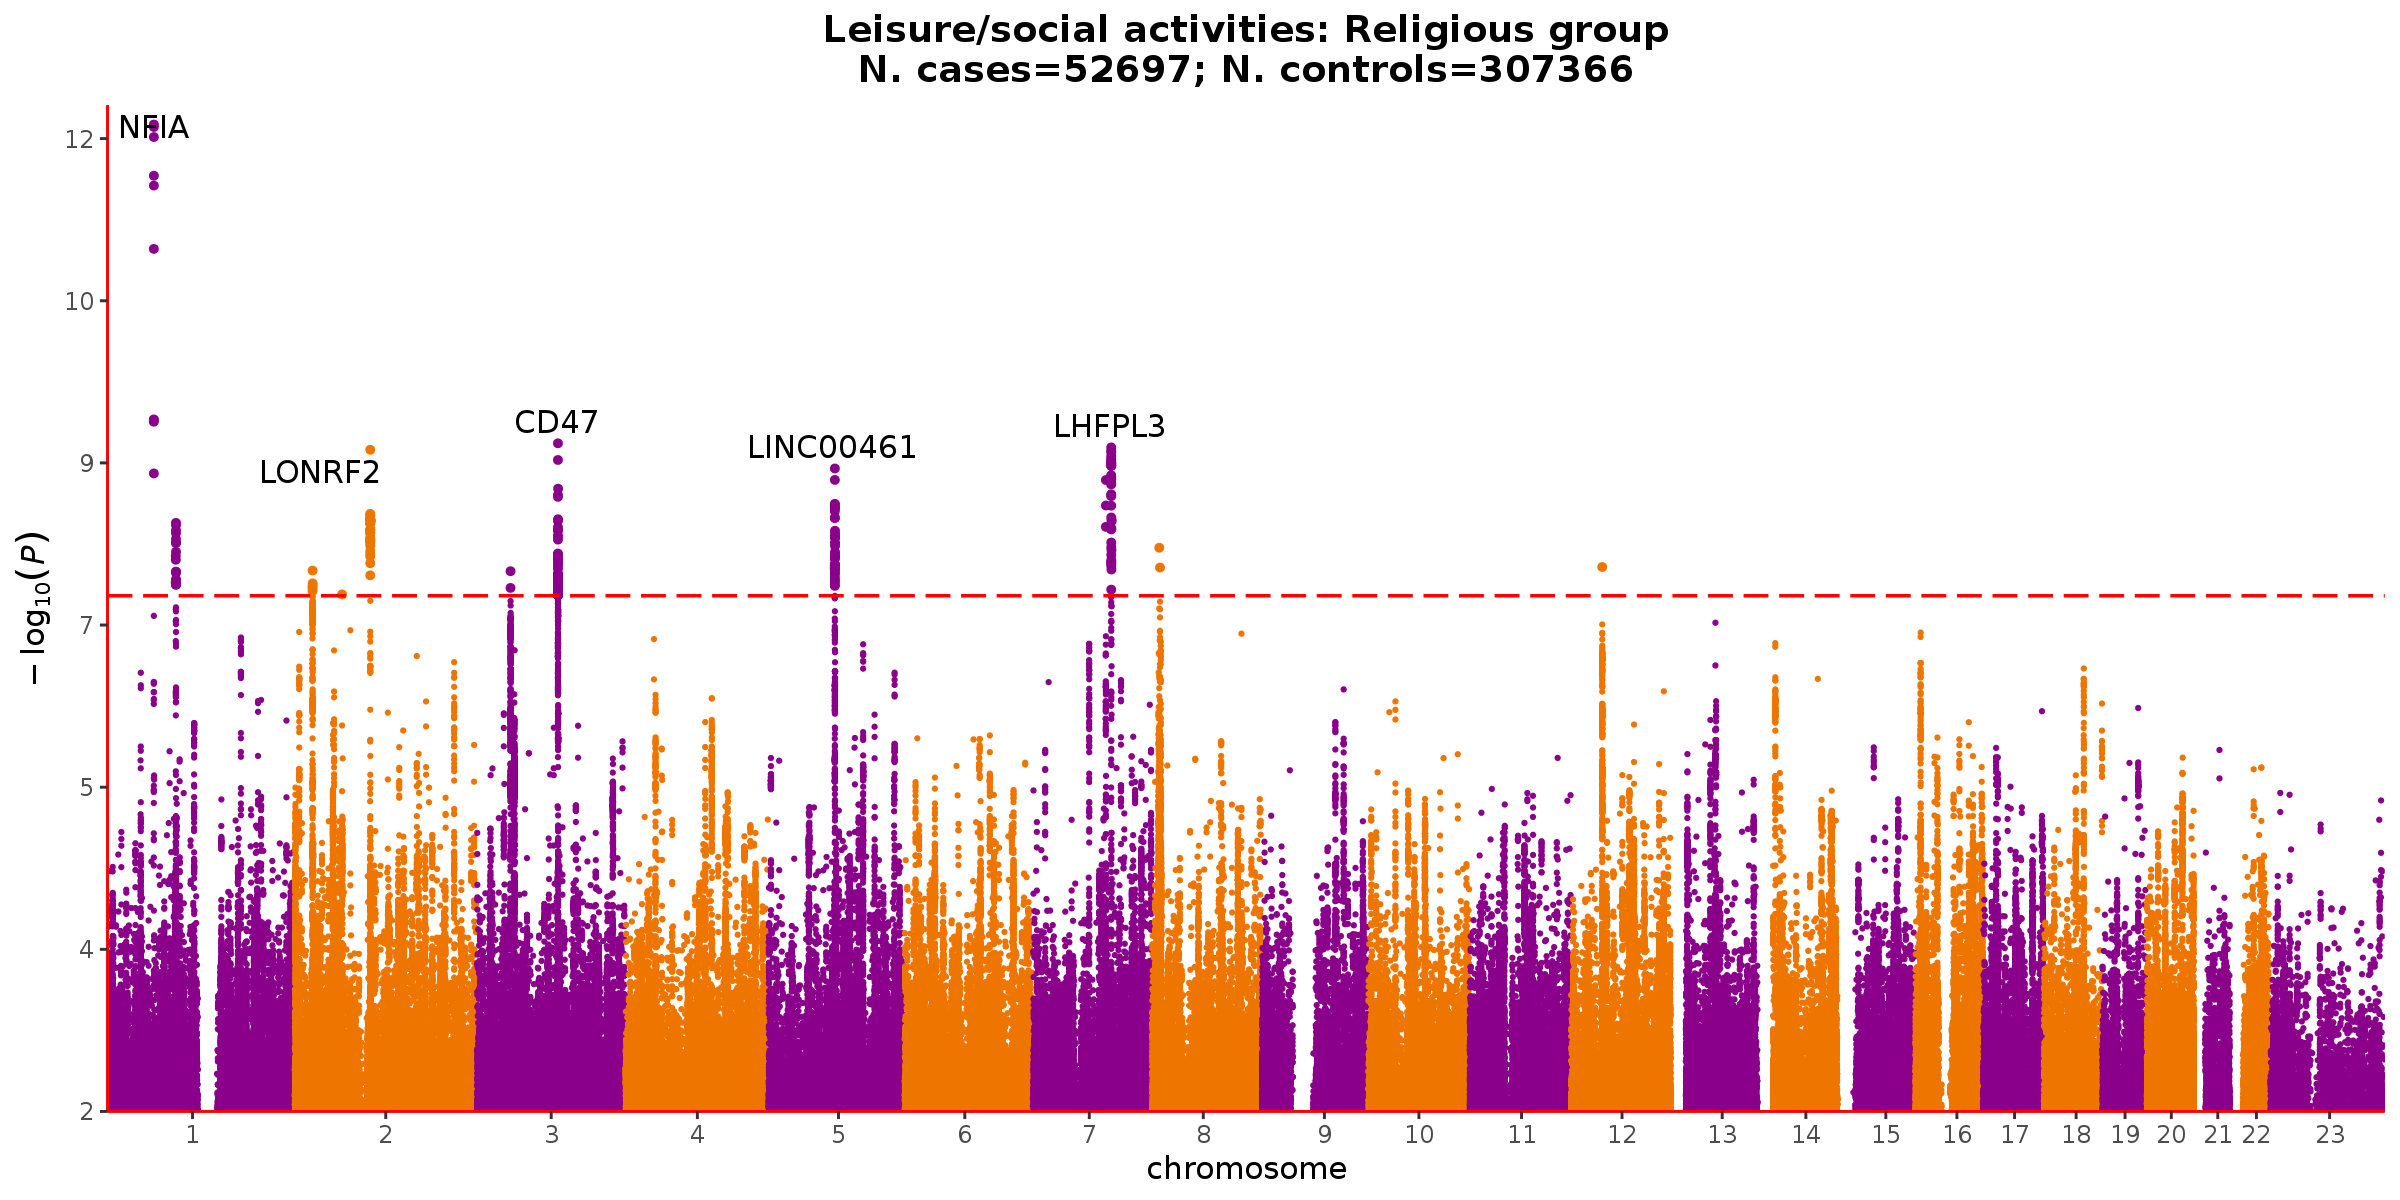 Leisure/social activities: Religious group
N. cases=52697; N. controls=307366
12
10
9
7
5
4
2
−log10(P)
NFIA
LONRF2
CD47
LINC00461
LHFPL3
1 2 3 4 5 6 7 8 9 10 11 12 13 14 15 16 17 18 19 20 21 22 23
chromosome